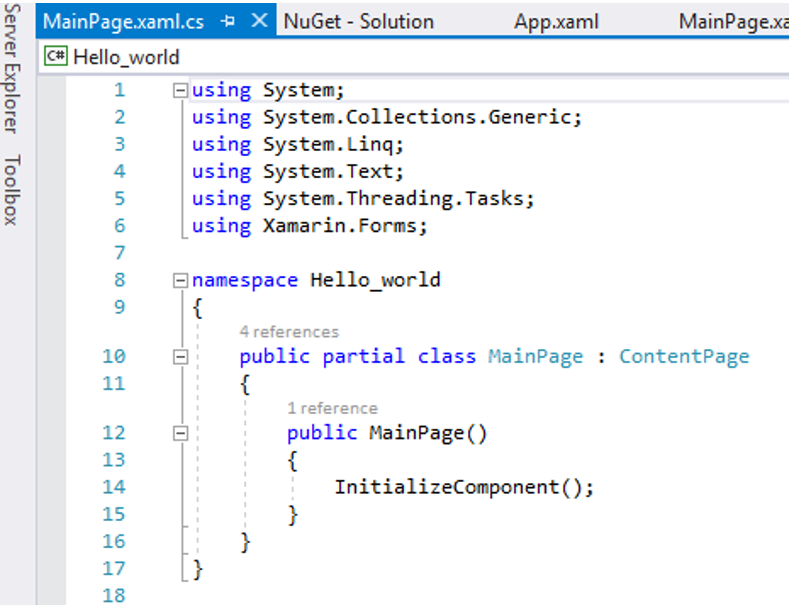 Server Explorer
Toolbox
MainPage.xaml.cs NuGet - Solution App.xaml MainPage.xa
C# Hello_world
1 using System;
2 using System.Collections.Generic;
3 using System.Linq;
4 using System.Text;
5 using System.Threading.Tasks;
6 using Xamarin.Forms;
7
8 namespace Hello_world
9 {
4 references
10 public partial class MainPage : ContentPage
11 {
1 reference
12 public MainPage()
13 {
14 InitializeComponent();
15 }
16 }
17 }
18